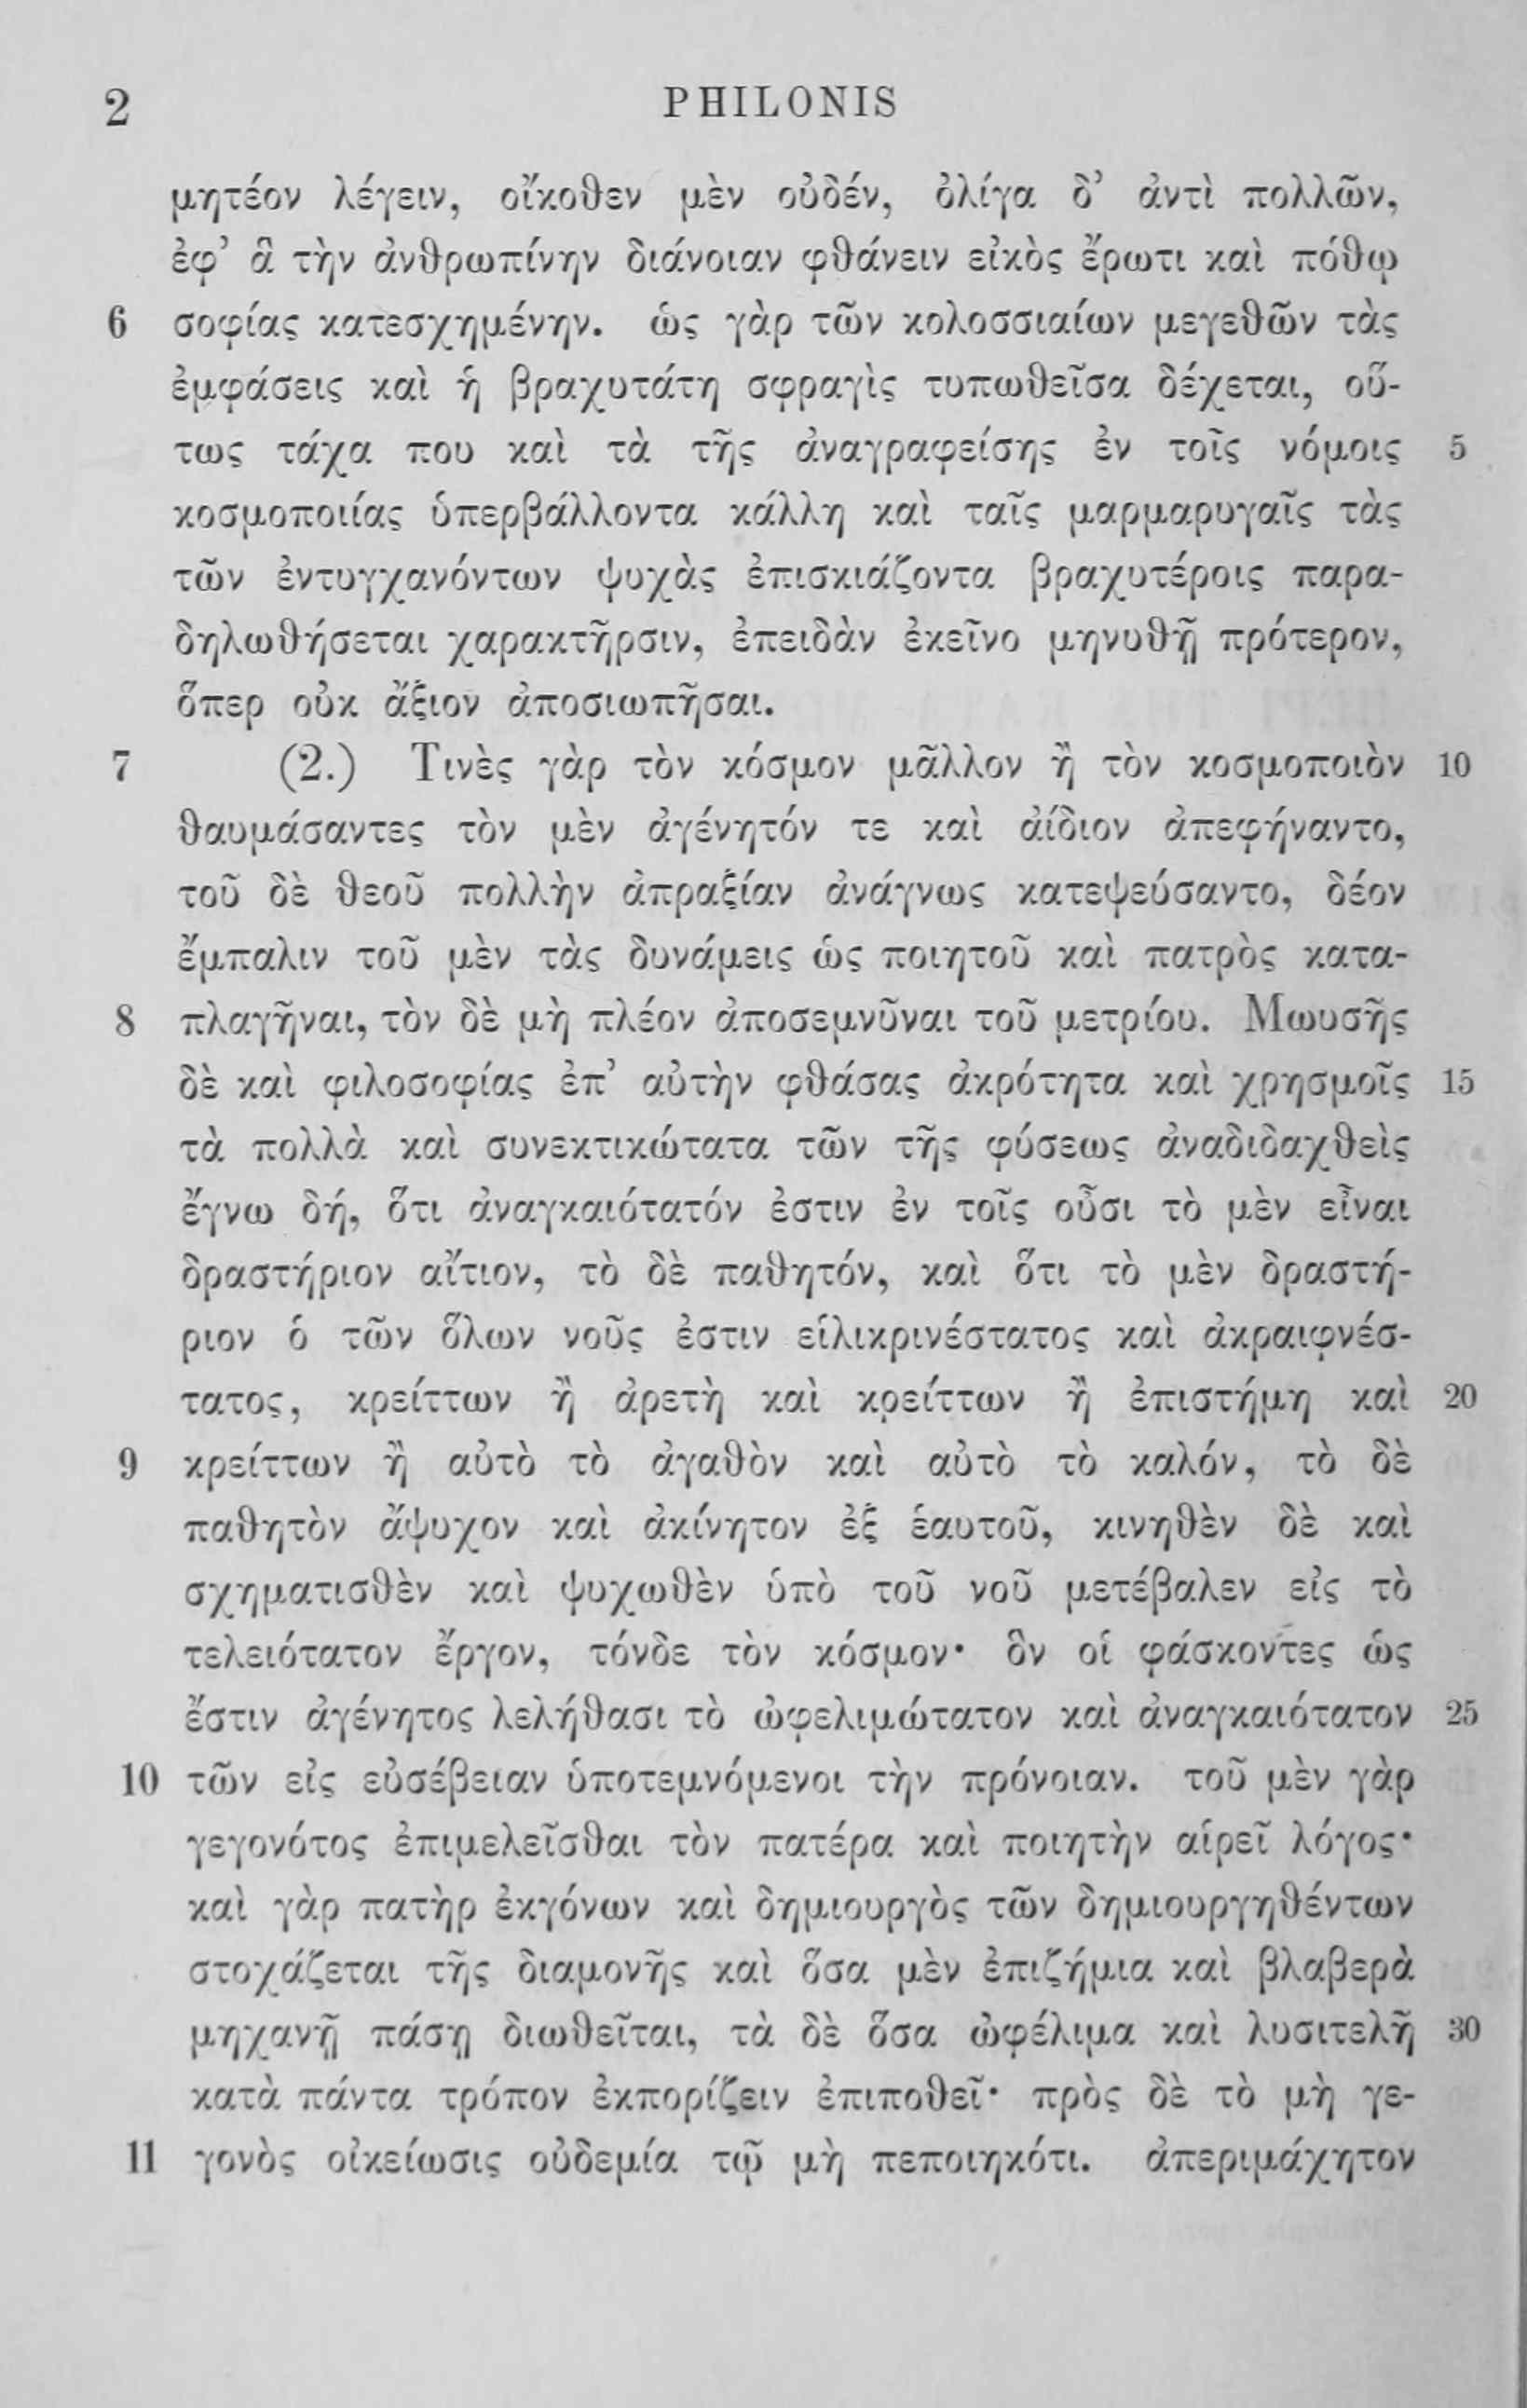 2 PHILONIS
μητέον λέγειν, οἴκοθεν μὲν οὐδέν, ὀλίγα δ’ ἀντὶ πολλῶν,
ἐφ’ ἃ τὴν ἀνθρωπίνην διάνοιαν φθάνειν εἰκὸς ἔρωτι καὶ πόθῳ
6 σοφίας κατεσχημένην. ὡς γὰρ τῶν κολοσσιαίων μεγεθῶν τὰς
ἐμφάσεις καὶ ἡ βραχυτάτη σφραγὶς τυπωθεῖσα δέχεται, οὕ-
τως τάχα που καὶ τὰ τῆς ἀναγραφείσης ἐν τοῖς νόμοις 5
κοσμοποιίας ὑπερβάλλοντα κάλλη καὶ ταῖς μαρμαρυγαῖς τὰς
τῶν ἐντυγχανόντων ψυχὰς ἐπισκιάζοντα βραχυτέροις παρα-
δηλωθήσεται χαρακτῆρσιν, ἐπειδὰν ἐκεῖνο μηνυθῇ πρότερον,
ὅπερ οὐκ ἄξιον ἀποσιωπῆσαι.
7 (2.) Τινὲς γὰρ τὸν κόσμον μᾶλλον ἢ τὸν κοσμοποιὸν 10
θαυμάσαντες τὸν μὲν ἀγένητόν τε καὶ ἀίδιον ἀπεφήναντο,
τοῦ δὲ θεοῦ πολλὴν ἀπραξίαν ἀνάγνως κατεψεύσαντο, δέον
ἔμπαλιν τοῦ μὲν τὰς δυνάμεις ὡς ποιητοῦ καὶ πατρὸς κατα-
8 πλαγῆναι, τὸν δὲ μὴ πλέον ἀποσεμνῦναι τοῦ μετρίου. Μωυσῆς
δὲ καὶ φιλοσοφίας ἐπ’ αὐτὴν φθάσας ἀκρότητα καὶ χρησμοῖς 15
τὰ πολλὰ καὶ συνεκτικώτατα τῶν τῆς φύσεως ἀναδιδαχθεὶς
ἔγνω δή, ὅτι ἀναγκαιότατόν ἐστιν ἐν τοῖς οὖσι τὸ μὲν εἶναι
δραστήριον αἴτιον, τὸ δὲ παθητόν, καὶ ὅτι τὸ μὲν δραστή-
ριον ὁ τῶν ὅλων νοῦς ἐστιν εἱλικρινέστατος καὶ ἀκραιφνέσ-
τατος, κρείττων ἢ ἀρετὴ καὶ κρείττων ἢ ἐπιστήμη καὶ 20
9 κρείττων ἢ αὐτὸ τὸ ἀγαθὸν καὶ αὐτὸ τὸ καλόν, τὸ δὲ
παθητὸν ἄψυχον καὶ ἀκίνητον ἐξ ἑαυτοῦ, κινηθὲν δὲ καὶ
σχηματισθὲν καὶ ψυχωθὲν ὑπὸ τοῦ νοῦ μετέβαλεν εἰς τὸ
τελειότατον ἔργον, τόνδε τὸν κόσμον· ὃν οἱ φάσκοντες ὡς
ἔστιν ἀγένητος λελήθασι τὸ ὠφελιμώτατον καὶ ἀναγκαιότατον 25
10 τῶν εἰς εὐσέβειαν ὑποτεμνόμενοι τὴν πρόνοιαν. τοῦ μὲν γὰρ
γεγονότος ἐπιμελεῖσθαι τὸν πατέρα καὶ ποιητὴν αἱρεῖ λόγος·
καὶ γὰρ πατὴρ ἐκγόνων καὶ δημιουργὸς τῶν δημιουργηθέντων
στοχάζεται τῆς διαμονῆς καὶ ὅσα μὲν ἐπιζήμια καὶ βλαβερὰ
μηχανῇ πάσῃ διωθεῖται, τὰ δὲ ὅσα ὠφέλιμα καὶ λυσιτελῆ 30
κατὰ πάντα τρόπον ἐκπορίζειν ἐπιποθεῖ· πρὸς δὲ τὸ μὴ γε-
11 γονὸς οἰκείωσις οὐδεμία τῷ μὴ πεποιηκότι. ἀπεριμάχητον